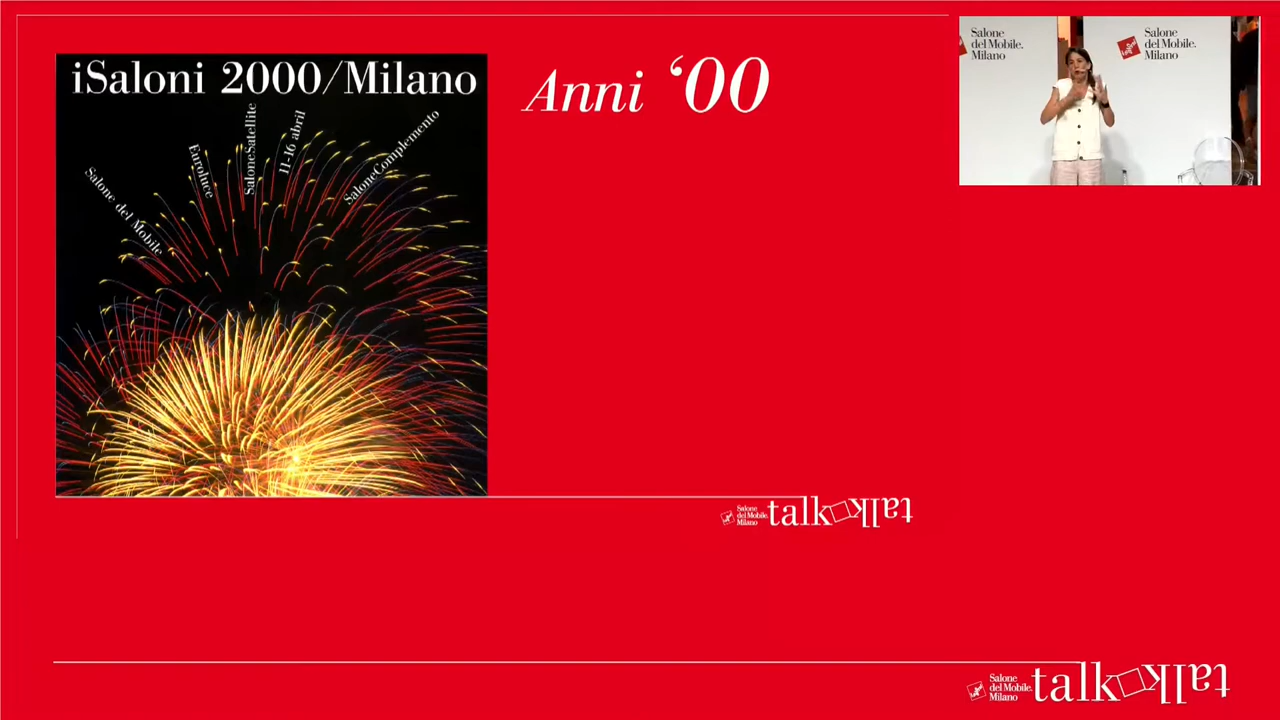 iSaloni 2000/Milano
Anni ‘00
Salone del Mobile
Euroluce
SaloneSatellite
11-16 abril
SaloneComplemento
Salone
del Mobile.
Milano
Salone
del Mobile.
Milano
Salone
del Mobile.
Milano
talk talk
Salone
del Mobile.
Milano
talk talk